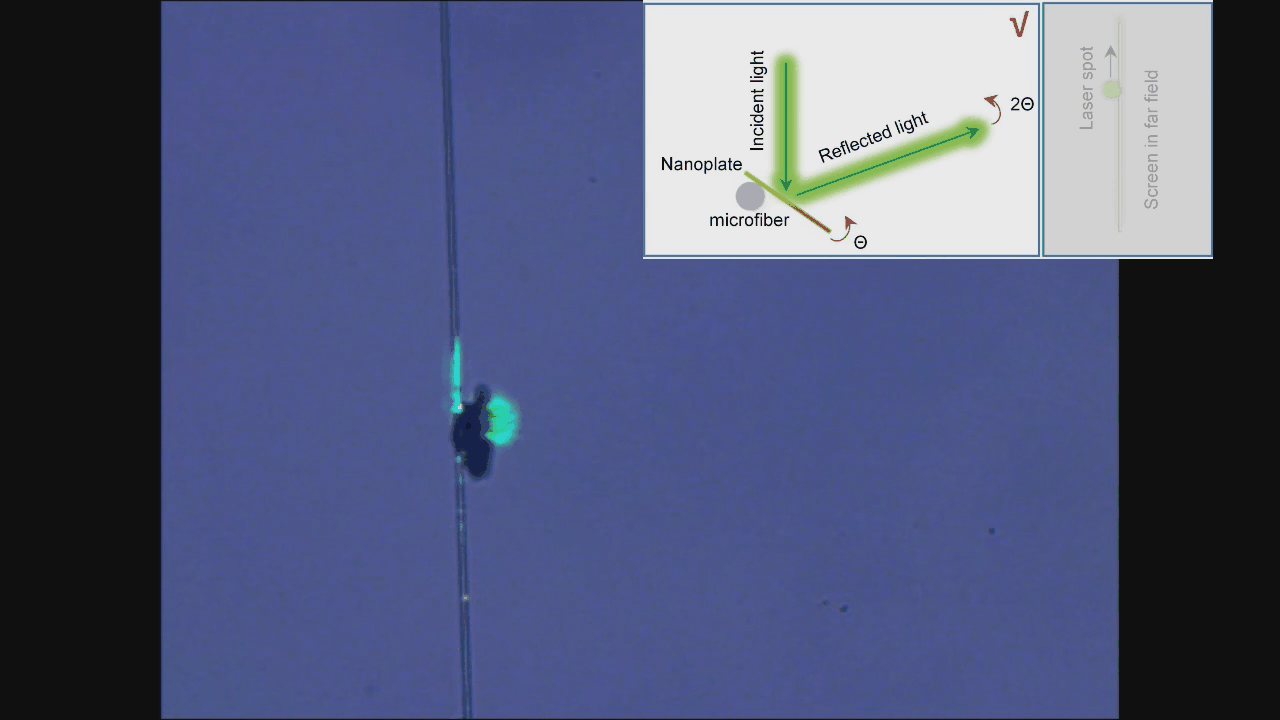 √
Incident light
2Θ
Reflected light
Nanoplate
microfiber
Θ
Laser spot
Screen in far field